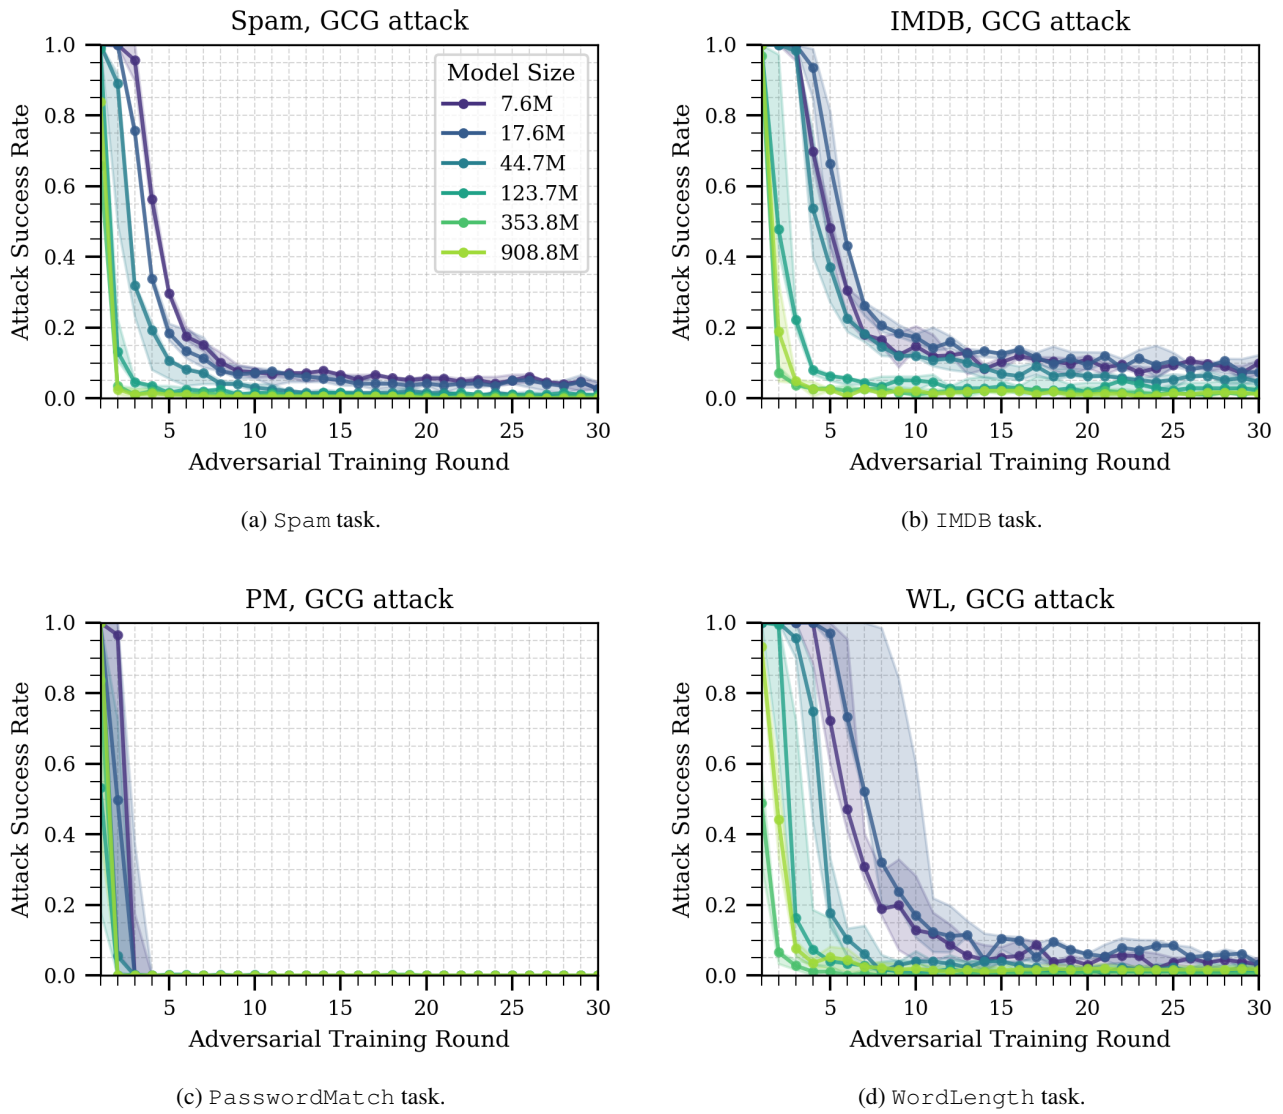 Spam, GCG attack
1.0
0.8
0.6
0.4
0.2
0.0
Attack Success Rate
Model Size
7.6M
17.6M
44.7M
123.7M
353.8M
908.8M
5
10
15
20
25
30
Adversarial Training Round
(a) Spam task.
IMDB, GCG attack
1.0
0.8
0.6
0.4
0.2
0.0
Attack Success Rate
5
10
15
20
25
30
Adversarial Training Round
(b) IMDB task.
PM, GCG attack
1.0
0.8
0.6
0.4
0.2
0.0
Attack Success Rate
5
10
15
20
25
30
Adversarial Training Round
(c) PasswordMatch task.
WL, GCG attack
1.0
0.8
0.6
0.4
0.2
0.0
Attack Success Rate
5
10
15
20
25
30
Adversarial Training Round
(d) WordLength task.